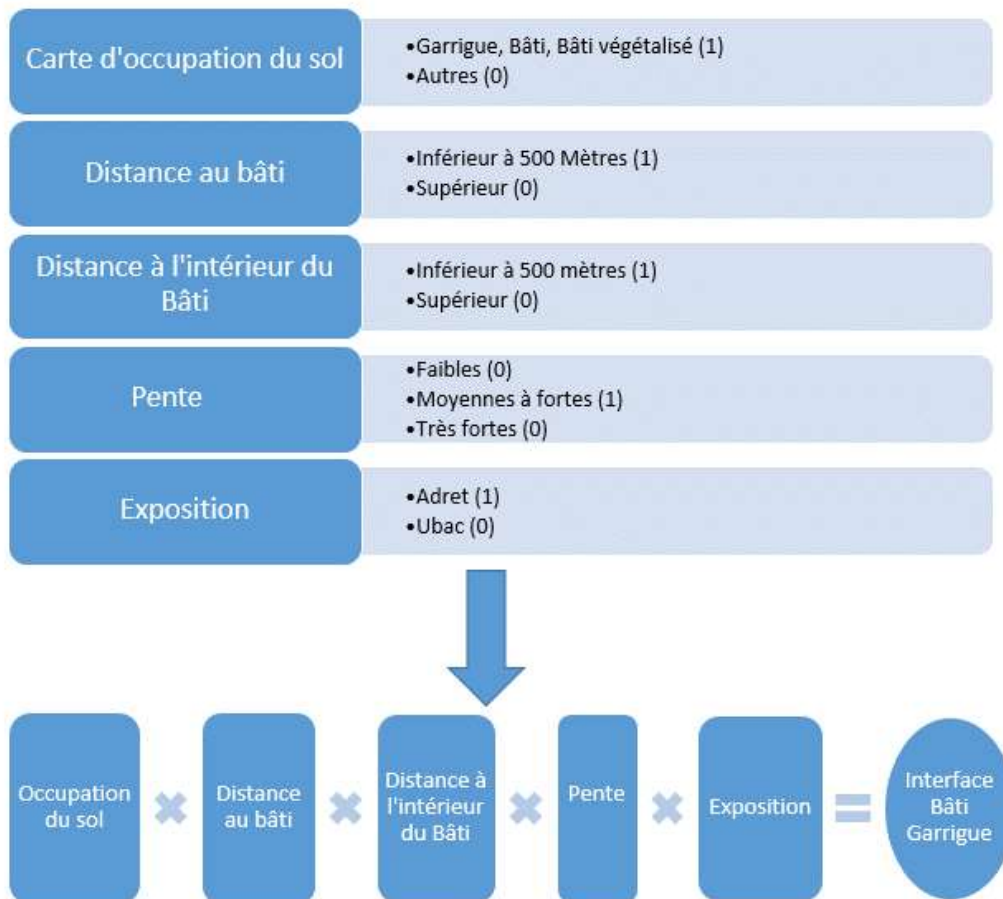 Carte d'occupation du sol
•Garrigue, Bâti, Bâti végétalisé (1)
•Autres (0)
Distance au bâti
•Inférieur à 500 Mètres (1)
•Supérieur (0)
Distance à l'intérieur du
Bâti
•Inférieur à 500 mètres (1)
•Supérieur (0)
Pente
•Faibles (0)
•Moyennes à fortes (1)
•Très fortes (0)
Exposition
•Adret (1)
•Ubac (0)
Occupation
du sol
×
Distance
au bâti
×
Distance à
l'intérieur
du Bâti
×
Pente
×
Exposition
=
Interface
Bâti
Garrigue